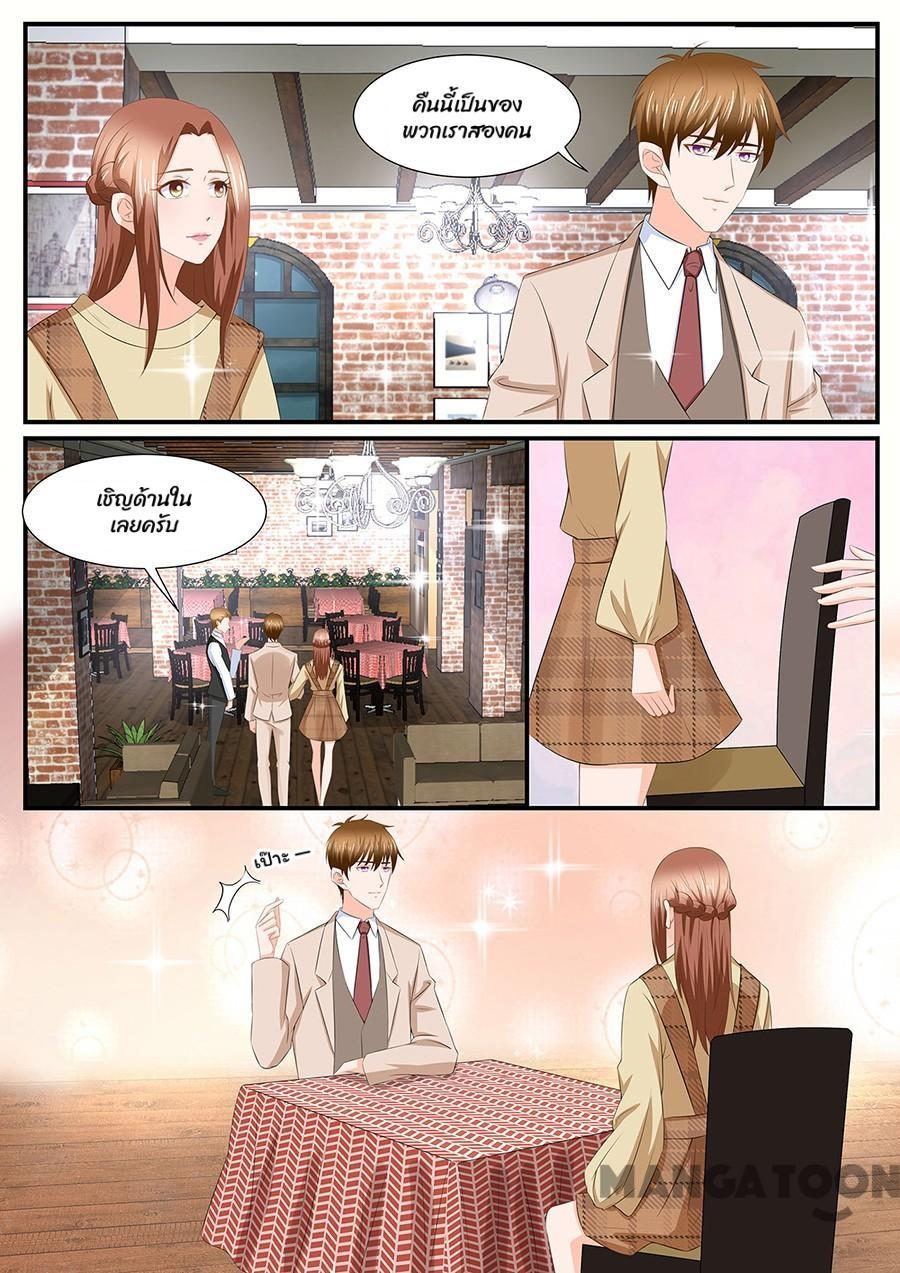 คืนนี้เป็นของ
พวกเราสองคน
เชิญด้านใน
เลยครับ
เป๊าะ —
MANGATOON